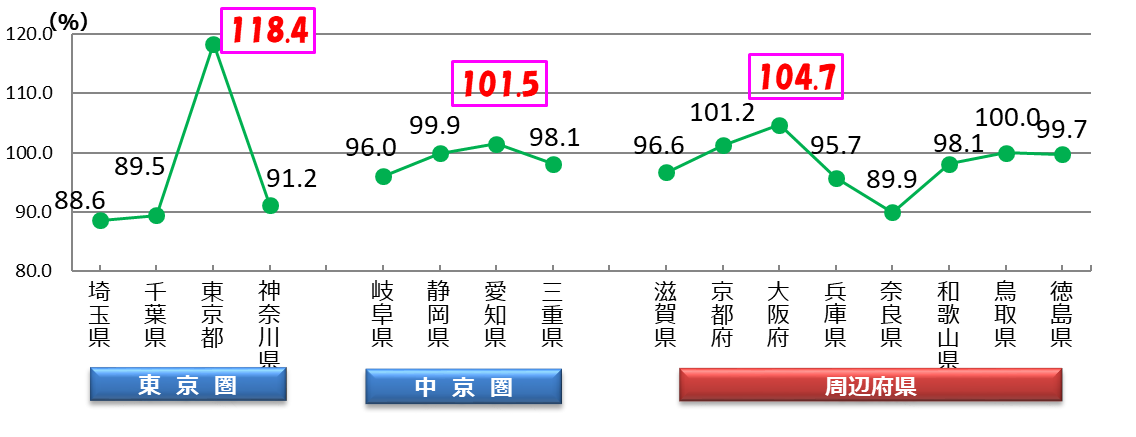 (%)
120.0
110.0
100.0
90.0
80.0
88.6
89.5
118.4
91.2
96.0
99.9
101.5
98.1
96.6
101.2
104.7
95.7
89.9
98.1
100.0
99.7
埼玉県
千葉県
東京都
神奈川県
岐阜県
静岡県
愛知県
三重県
滋賀県
京都府
大阪府
兵庫県
奈良県
和歌山県
鳥取県
徳島県
東 京 圏
中 京 圏
周辺府県